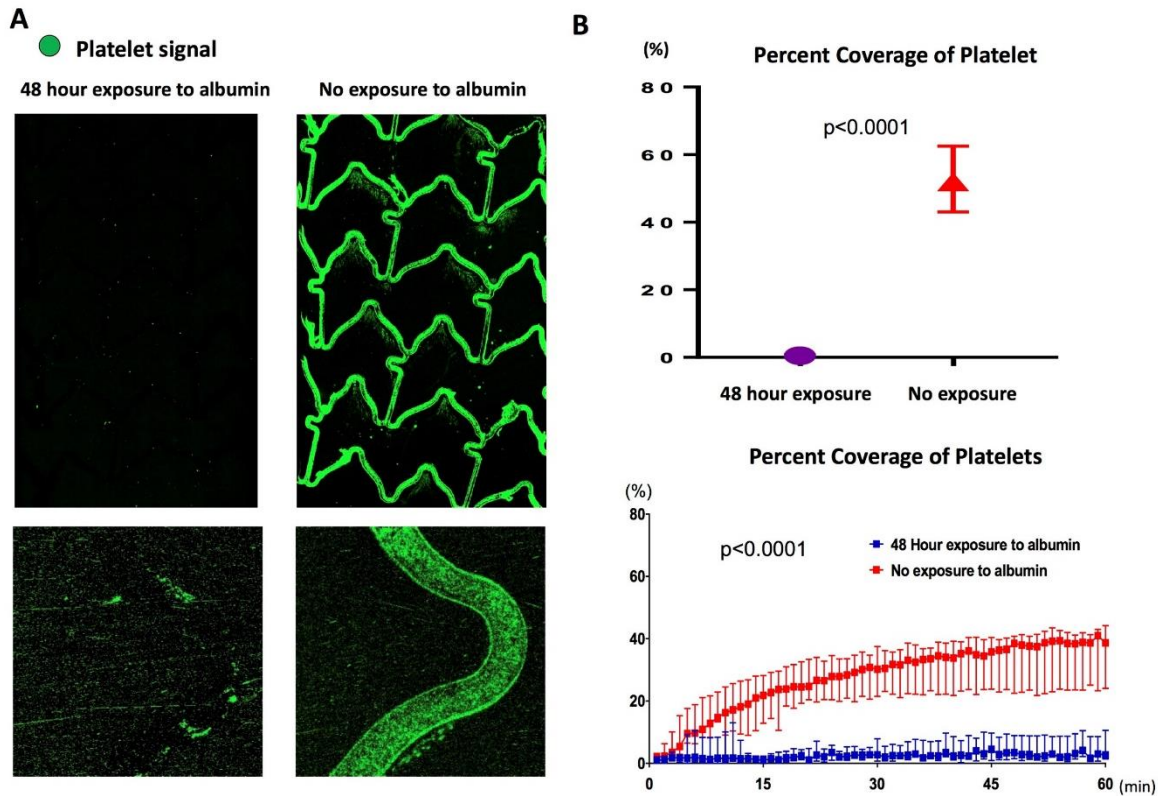 A
Platelet signal
48 hour exposure to albumin
No exposure to albumin
B
(%)
Percent Coverage of Platelet
80
60
40
20
0
p<0.0001
48 hour exposure
No exposure
Percent Coverage of Platelets
(%)
80
60
40
20
0
p<0.0001
48 Hour exposure to albumin
No exposure to albumin
0
15
30
45
60
(min)